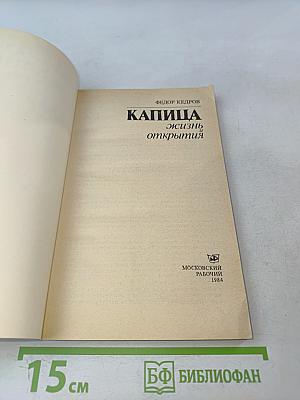 ФЕДОР КЕДРОВ
КАПИЦА
жизнь
и
открытия
МОСКОВСКИЙ
РАБОЧИЙ
1984
15 см
БФ БИБЛИОФАН